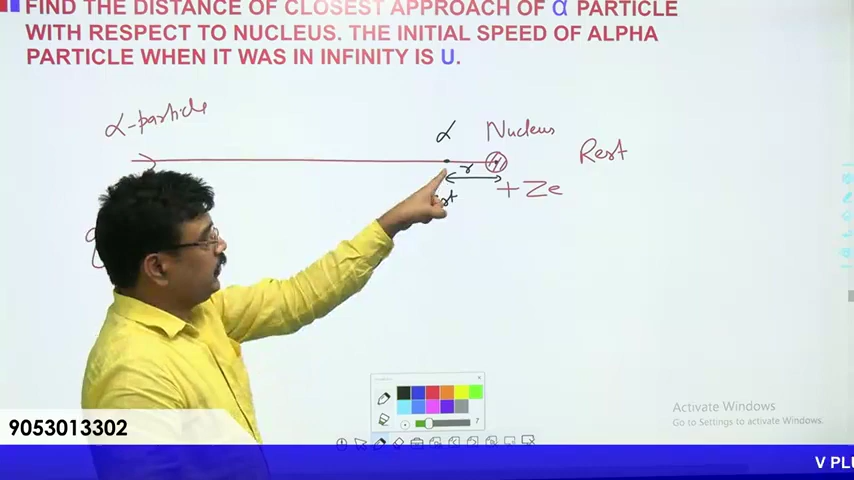 FIND THE DISTANCE OF CLOSEST APPROACH OF α PARTICLE
WITH RESPECT TO NUCLEUS. THE INITIAL SPEED OF ALPHA
PARTICLE WHEN IT WAS IN INFINITY IS U.
α-particle
α Nucleus
Rest
r
+Ze
Activate Windows
Go to Settings to activate Windows.
9053013302
V PLU